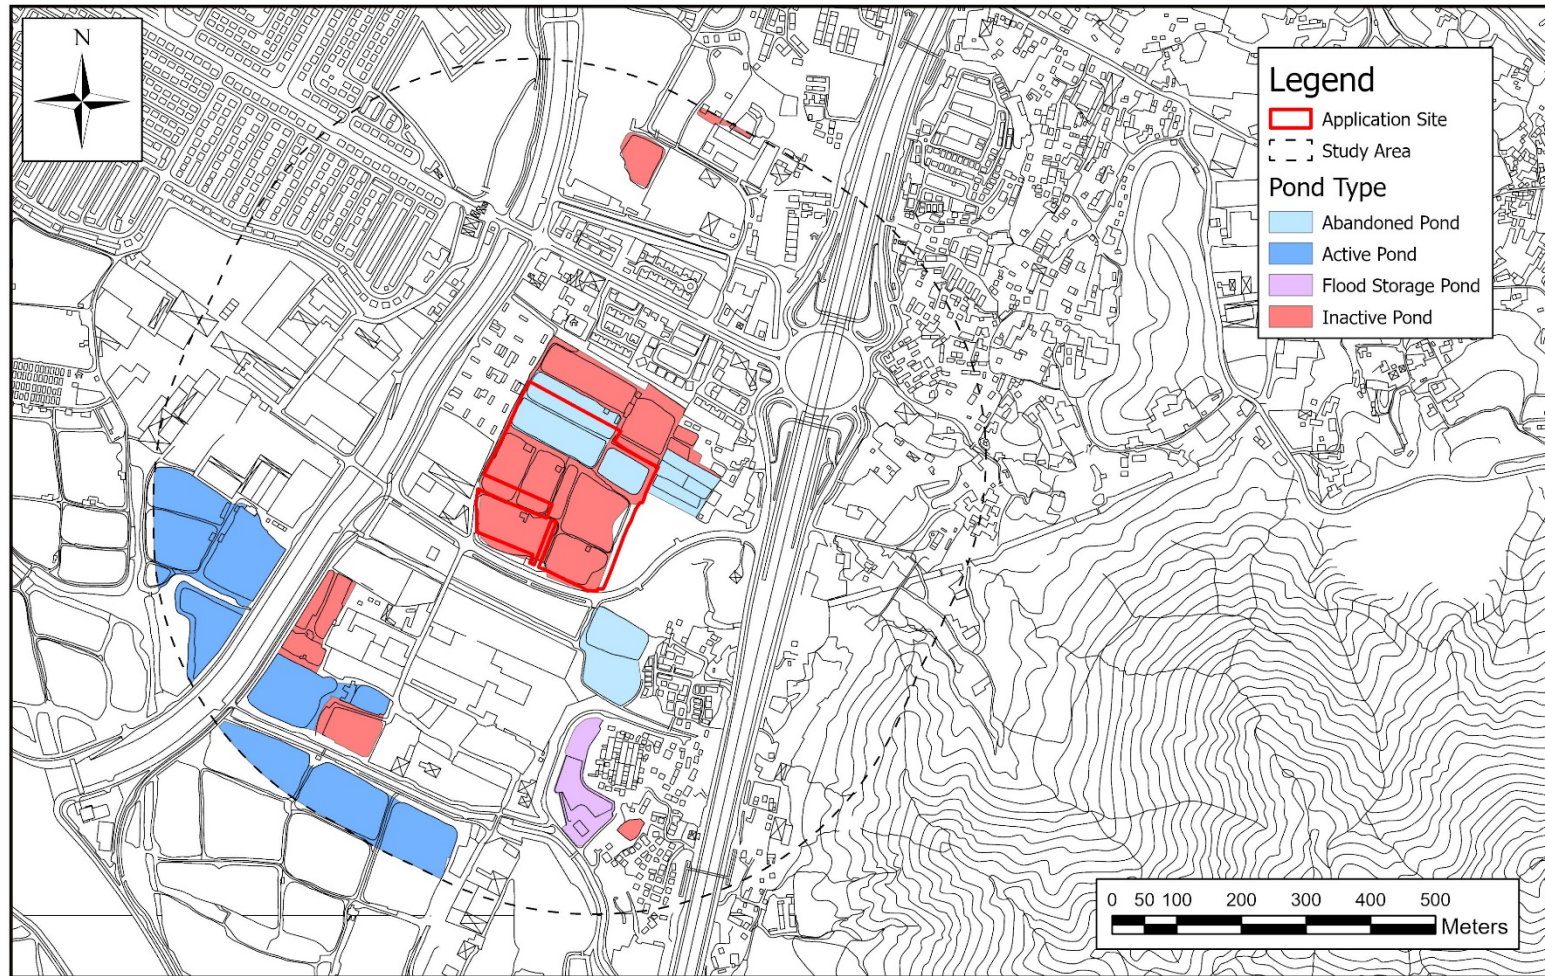 N
Legend
Application Site
Study Area
Pond Type
Abandoned Pond
Active Pond
Flood Storage Pond
Inactive Pond
0 50 100 200 300 400 500
Meters